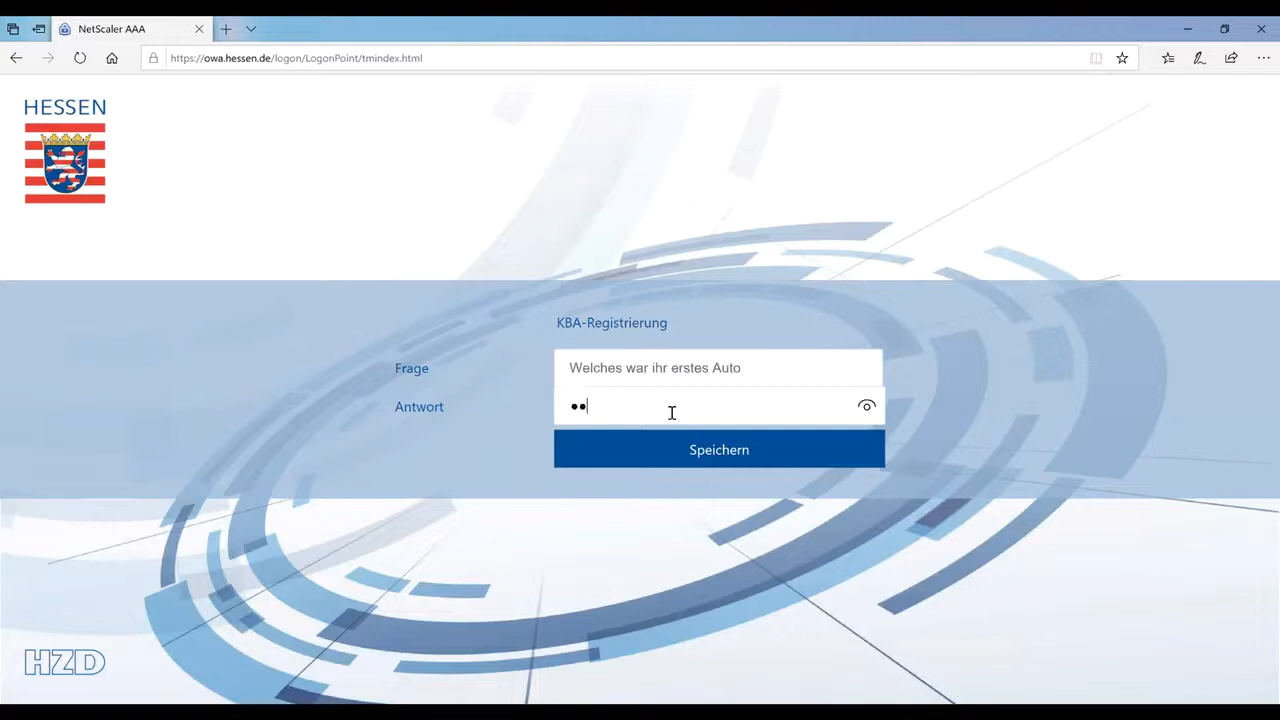 NetScaler AAA
https://owa.hessen.de/logon/LogonPoint/tmindex.html
HESSEN
KBA-Registrierung
Frage
Welches war ihr erstes Auto
Antwort
••
Speichern
HZD